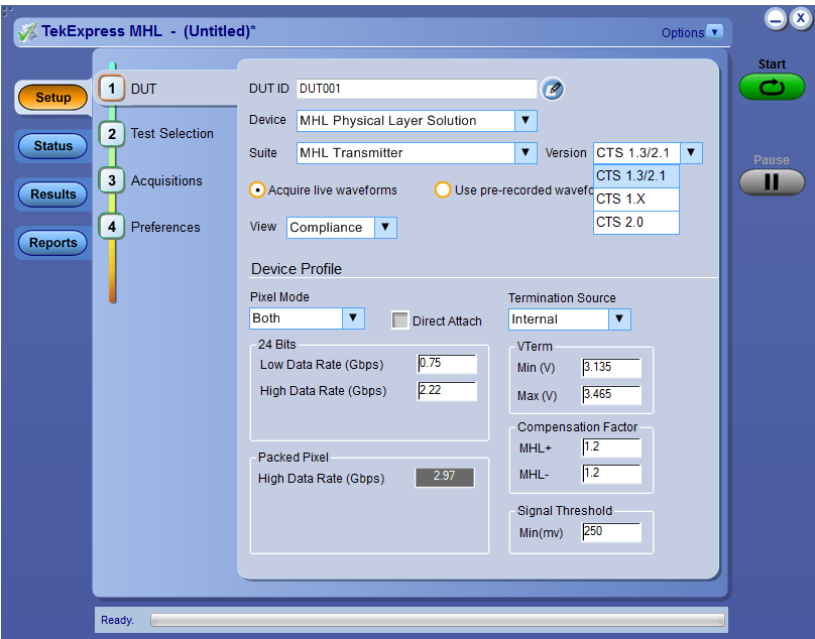 TekExpress MHL - (Untitled)*
Options
Start
Pause
Setup
Status
Results
Reports
1 DUT
2 Test Selection
3 Acquisitions
4 Preferences
DUT ID DUT001
Device MHL Physical Layer Solution
Suite MHL Transmitter Version CTS 1.3/2.1
CTS 1.3/2.1
CTS 1.X
CTS 2.0
Acquire live waveforms Use pre-recorded wavefo
View Compliance
Device Profile
Pixel Mode
Both
Direct Attach
Termination Source
Internal
24 Bits
Low Data Rate (Gbps) 0.75
High Data Rate (Gbps) 2.22
Packed Pixel
High Data Rate (Gbps) 2.97
VTerm
Min (V) 3.135
Max (V) 3.465
Compensation Factor
MHL+ 1.2
MHL- 1.2
Signal Threshold
Min(mv) 250
Ready.